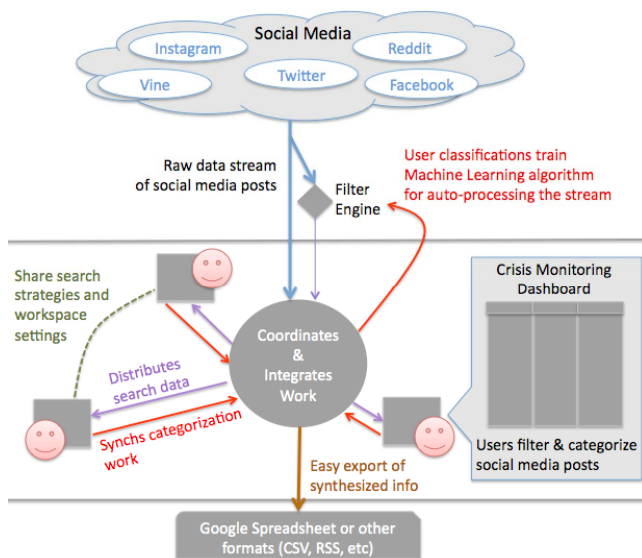 Social Media
Instagram
Reddit
Vine
Twitter
Facebook
Raw data stream
of social media posts
Filter
Engine
User classifications train
Machine Learning algorithm
for auto-processing the stream
Share search
strategies and
workspace
settings
Coordinates
&
Integrates
Work
Crisis Monitoring
Dashboard
Distributes
search data
Synchs categorization
work
Users filter & categorize
social media posts
Easy export of
synthesized info
Google Spreadsheet or other
formats (CSV, RSS, etc)